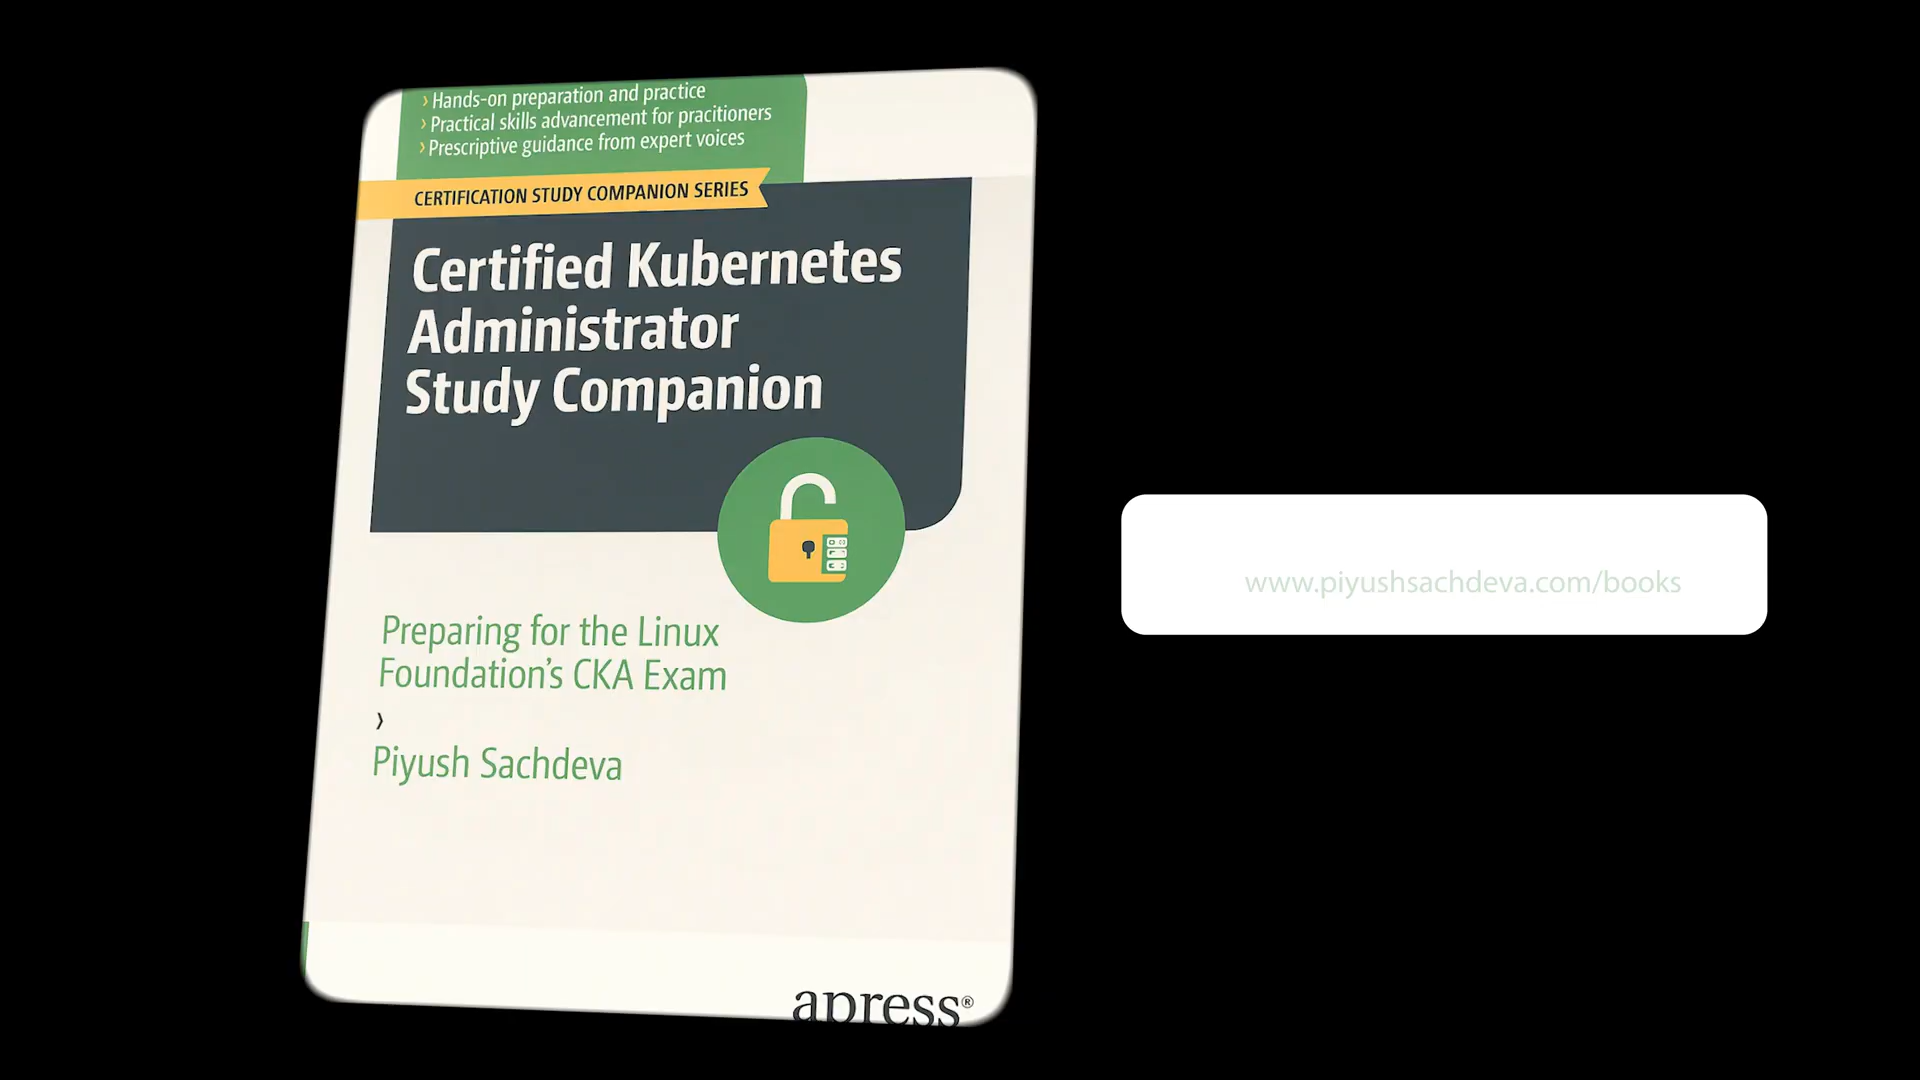 › Hands-on preparation and practice
› Practical skills advancement for pracitioners
› Prescriptive guidance from expert voices
CERTIFICATION STUDY COMPANION SERIES
Certified Kubernetes
Administrator
Study Companion
Preparing for the Linux
Foundation’s CKA Exam
›
Piyush Sachdeva
apress®
www.piyushsachdeva.com/books